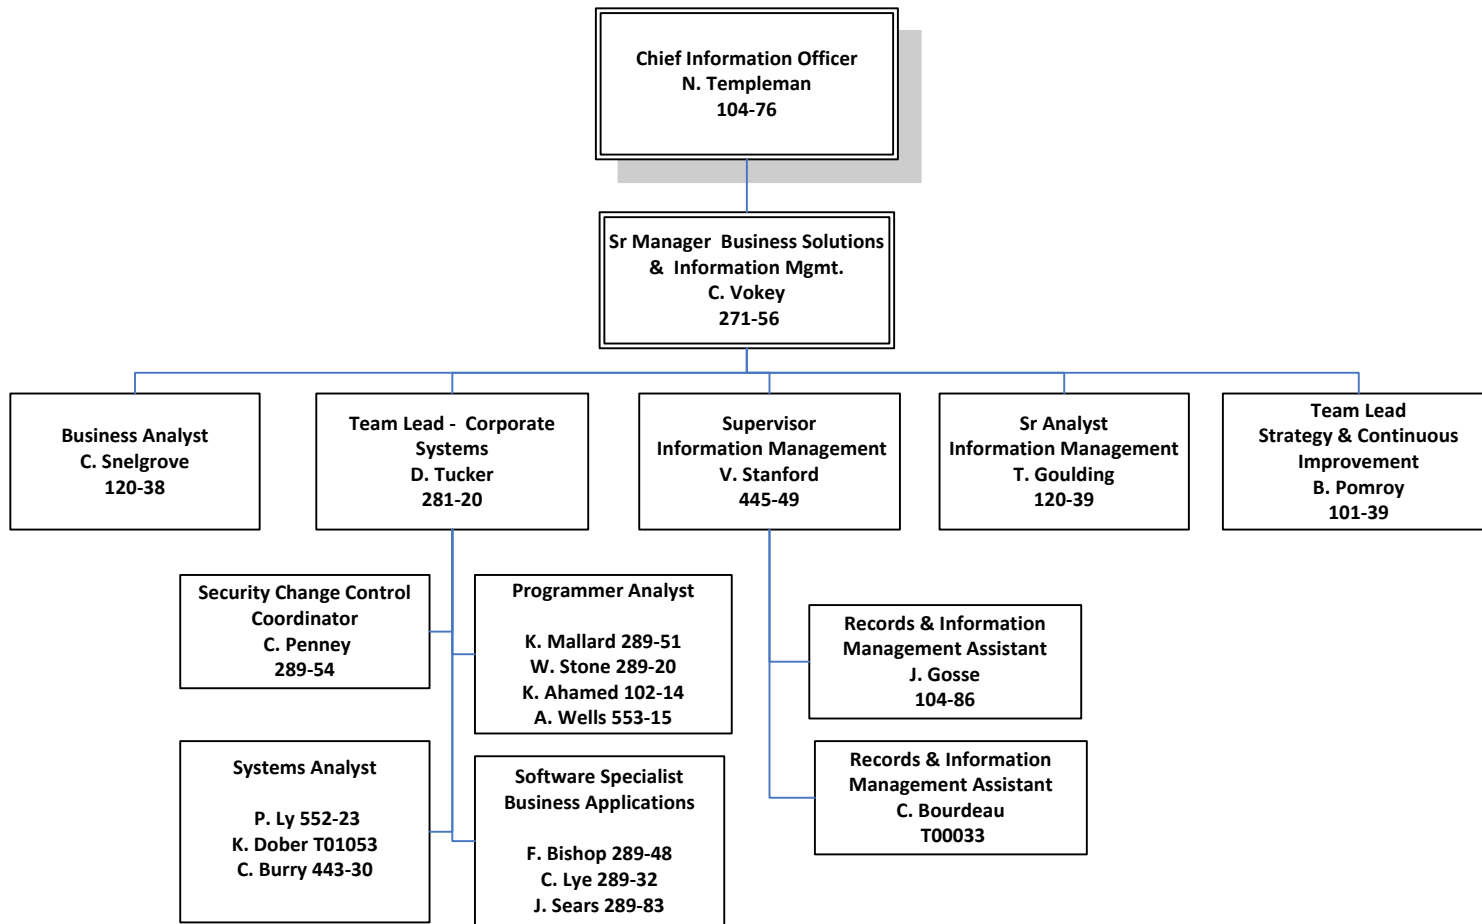 Chief Information Officer
N. Templeman
104-76
Sr Manager  Business Solutions
&  Information Mgmt.
C. Vokey
271-56
Business Analyst
C. Snelgrove
120-38
Team Lead -  Corporate
Systems
D. Tucker
281-20
Supervisor
Information Management
V. Stanford
445-49
Sr Analyst
Information Management
T. Goulding
120-39
Team Lead
Strategy & Continuous
Improvement
B. Pomroy
101-39
Security Change Control
Coordinator
C. Penney
289-54
Programmer Analyst
K. Mallard 289-51
W. Stone 289-20
K. Ahamed 102-14
A. Wells 553-15
Records & Information
Management Assistant
J. Gosse
104-86
Systems Analyst
P. Ly 552-23
K. Dober T01053
C. Burry 443-30
Software Specialist
Business Applications
F. Bishop 289-48
C. Lye 289-32
J. Sears 289-83
Records & Information
Management Assistant
C. Bourdeau
T00033